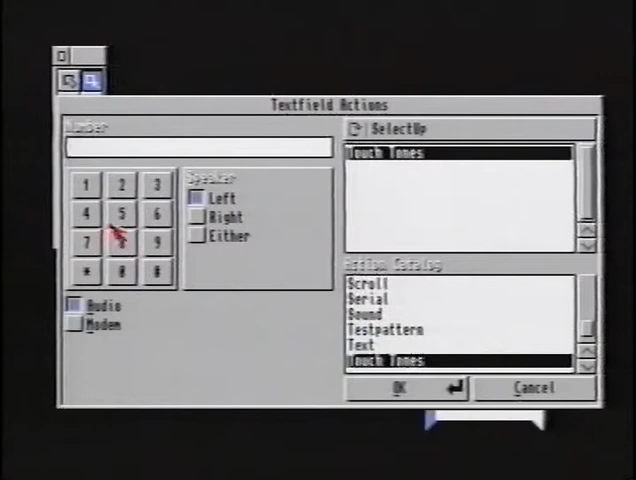 Textfield Actions
Number
SelectUp
Touch Tones
1 2 3
4 5 6
7 8 9
* 0 #
Speaker
Left
Right
Either
Audio
Modem
Action Catalog
Scroll
Serial
Sound
Testpattern
Text
Touch Tones
OK
Cancel